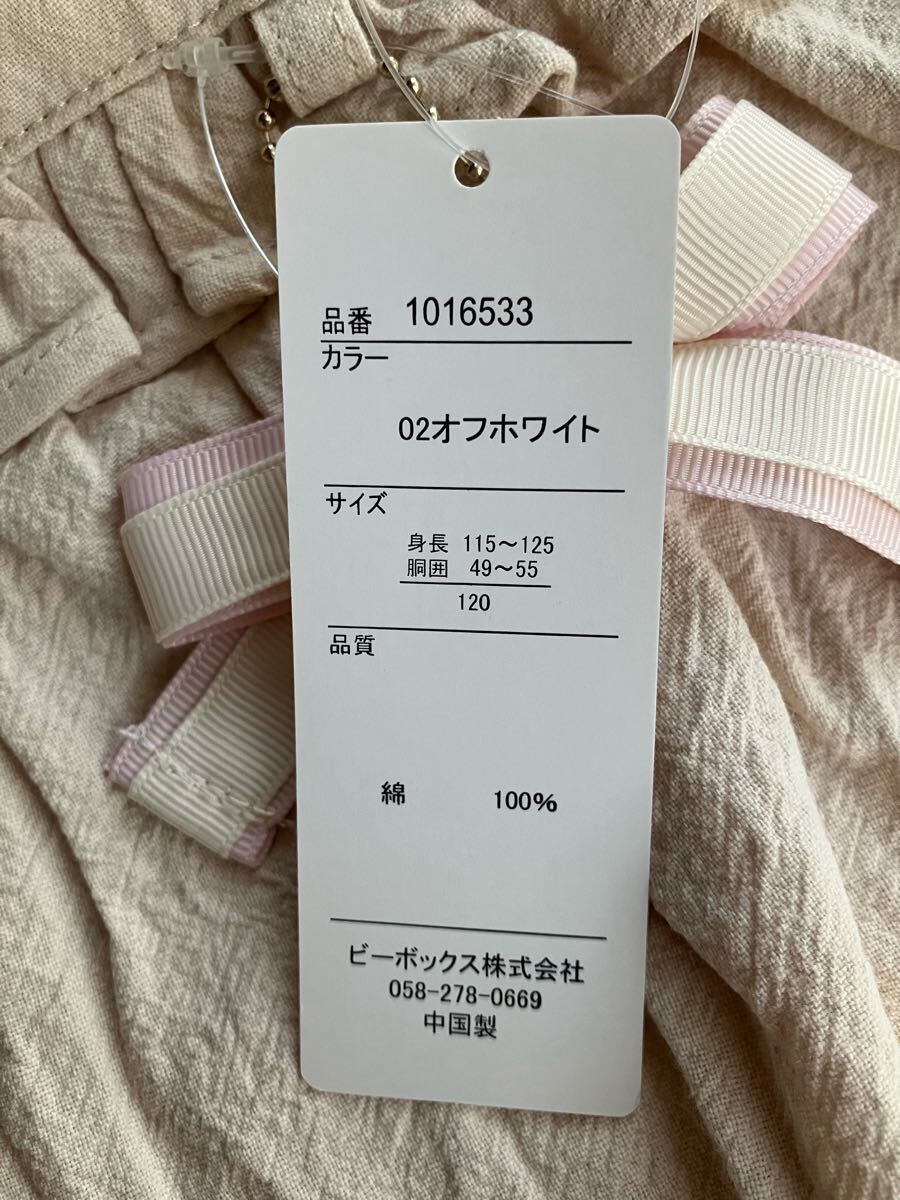 品番 1016533
カラー
02オフホワイト
サイズ
身長 115～125
胴囲 49～55
120
品質
綿 100%
ビーボックス株式会社
058-278-0669
中国製